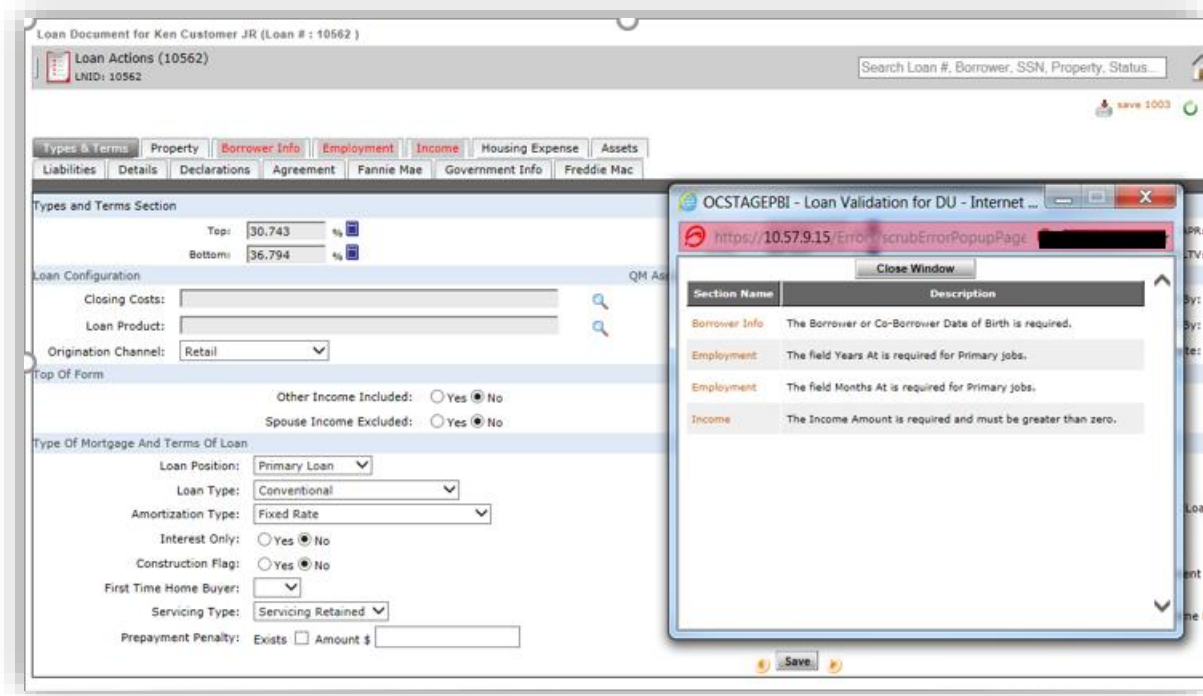 Loan Document for Ken Customer JR (Loan # : 10562 )
Loan Actions (10562)
LNID: 10562
Search Loan #, Borrower, SSN, Property, Status...
save 1003
Types & Terms Property Borrower Info Employment Income Housing Expense Assets
Liabilities Details Declarations Agreement Fannie Mae Government Info Freddie Mac
Types and Terms Section
Top: 30.743 %
Bottom: 36.794 %
Loan Configuration QM
Closing Costs:
Loan Product:
Origination Channel: Retail
Top Of Form
Other Income Included: Yes No
Spouse Income Excluded: Yes No
Type Of Mortgage And Terms Of Loan
Loan Position: Primary Loan
Loan Type: Conventional
Amortization Type: Fixed Rate
Interest Only: Yes No
Construction Flag: Yes No
First Time Home Buyer:
Servicing Type: Servicing Retained
Prepayment Penalty: Exists Amount $
Save
OCSTAGEPBI - Loan Validation for DU - Internet ...
https://10.57.9.15/
Close Window
Section Name Description
Borrower Info The Borrower or Co-Borrower Date of Birth is required.
Employment The field Years At is required for Primary jobs.
Employment The field Months At is required for Primary jobs.
Income The Income Amount is required and must be greater than zero.